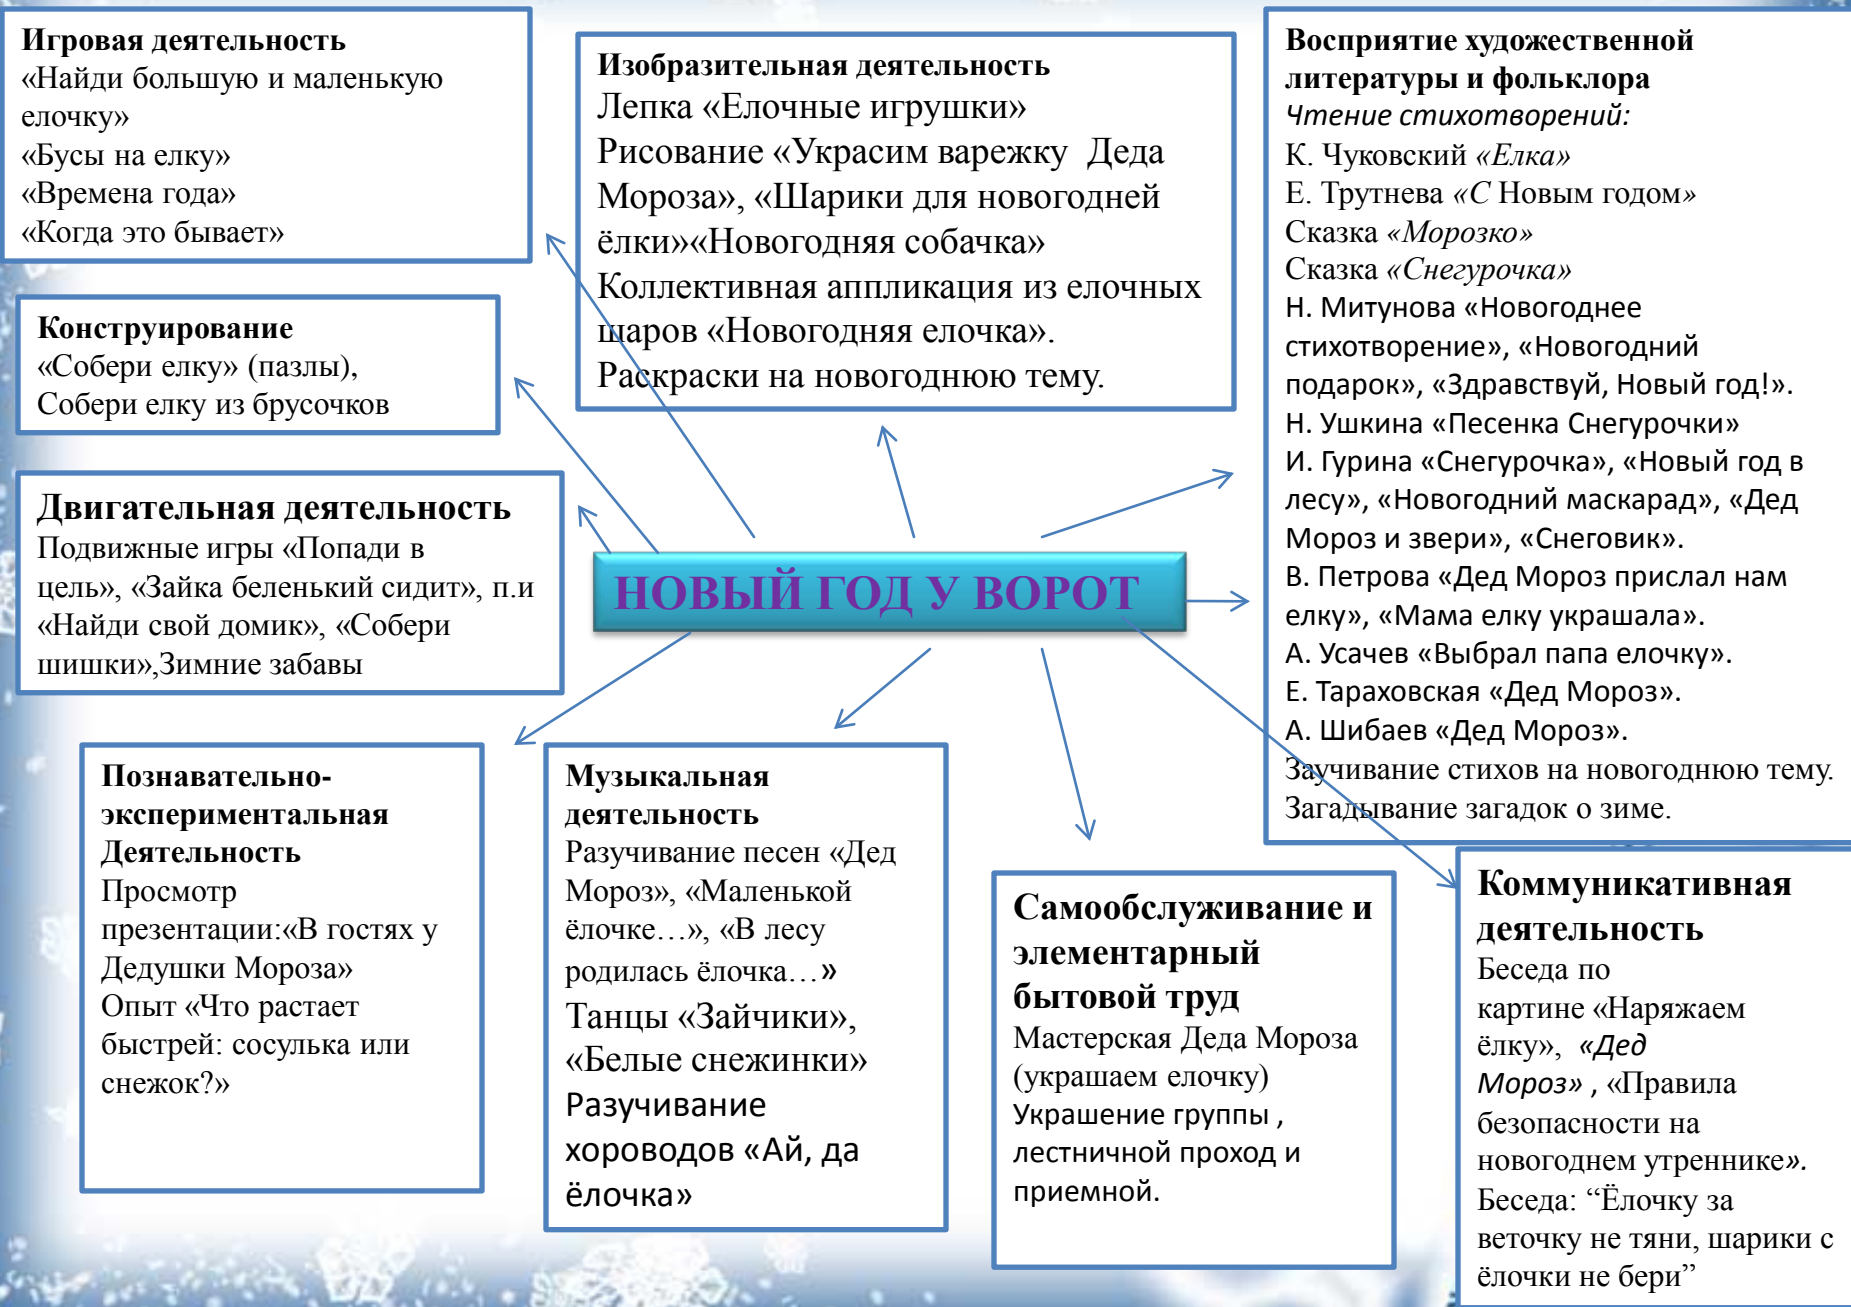 Игровая деятельность
«Найди большую и маленькую
елочку»
«Бусы на елку»
«Времена года»
«Когда это бывает»
Изобразительная деятельность
Лепка «Елочные игрушки»
Рисование «Украсим варежку Деда
Мороза», «Шарики для новогодней
ёлки»«Новогодняя собачка»
Коллективная аппликация из елочных
шаров «Новогодняя елочка».
Раскраски на новогоднюю тему.
Восприятие художественной
литературы и фольклора
Чтение стихотворений:
К. Чуковский «Елка»
Е. Трутнева «С Новым годом»
Сказка «Морозко»
Сказка «Снегурочка»
Н. Митунова «Новогоднее
стихотворение», «Новогодний
подарок», «Здравствуй, Новый год!».
Н. Ушкина «Песенка Снегурочки»
И. Гурина «Снегурочка», «Новый год в
лесу», «Новогодний маскарад», «Дед
Мороз и звери», «Снеговик».
В. Петрова «Дед Мороз прислал нам
елку», «Мама елку украшала».
А. Усачев «Выбрал папа елочку».
Е. Тараховская «Дед Мороз».
А. Шибаев «Дед Мороз».
Заучивание стихов на новогоднюю тему.
Загадывание загадок о зиме.
Конструирование
«Собери елку» (пазлы),
Собери елку из брусочков
Двигательная деятельность
Подвижные игры «Попади в
цель», «Зайка беленький сидит», п.и
«Найди свой домик», «Собери
шишки»,Зимние забавы
НОВЫЙ ГОД У ВОРОТ
Познавательно-
экспериментальная
Деятельность
Просмотр
презентации:«В гостях у
Дедушки Мороза»
Опыт «Что растает
быстрей: сосулька или
снежок?»
Музыкальная
деятельность
Разучивание песен «Дед
Мороз», «Маленькой
ёлочке…», «В лесу
родилась ёлочка…»
Танцы «Зайчики»,
«Белые снежинки»
Разучивание
хороводов «Ай, да
ёлочка»
Самообслуживание и
элементарный
бытовой труд
Мастерская Деда Мороза
(украшаем елочку)
Украшение группы ,
лестничной проход и
приемной.
Коммуникативная
деятельность
Беседа по
картине «Наряжаем
ёлку», «Дед
Мороз» , «Правила
безопасности на
новогоднем утреннике».
Беседа: “Ёлочку за
веточку не тяни, шарики с
ёлочки не бери”